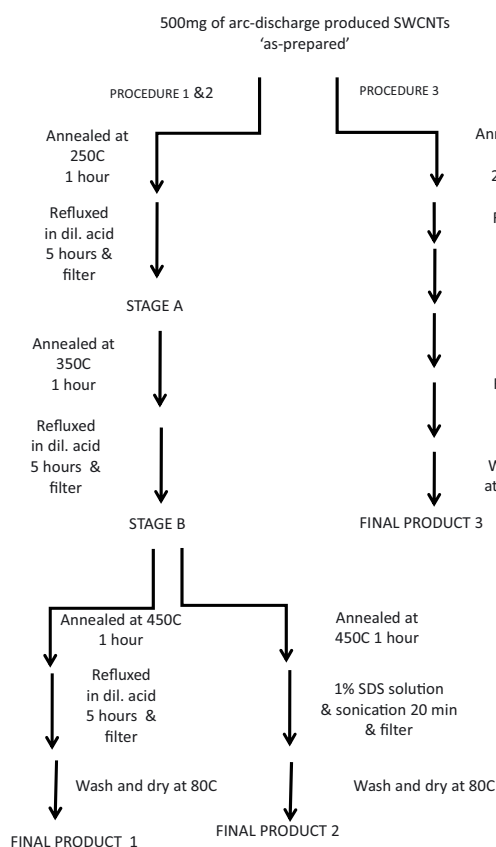 500mg of arc-discharge produced SWCNTs
‘as-prepared’
PROCEDURE 1 &2
PROCEDURE 3
Annealed at
250C
1 hour
Refluxed
in dil. acid
5 hours &
filter
STAGE A
Annealed at
350C
1 hour
Refluxed
in dil. acid
5 hours &
filter
STAGE B
Annealed at 450C
1 hour
Refluxed
in dil. acid
5 hours &
filter
Wash and dry at 80C
FINAL PRODUCT 1
Annealed at
450C 1 hour
1% SDS solution
& sonication 20 min
& filter
Wash and dry at 80C
FINAL PRODUCT 2
at
FINAL PRODUCT 3